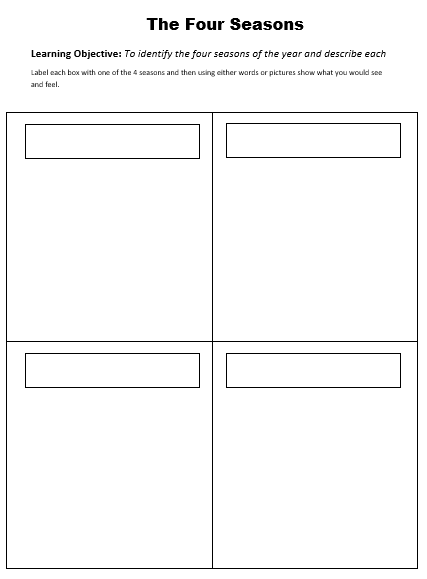 The Four Seasons
Learning Objective: To identify the four seasons of the year and describe each
Label each box with one of the 4 seasons and then using either words or pictures show what you would see
and feel.